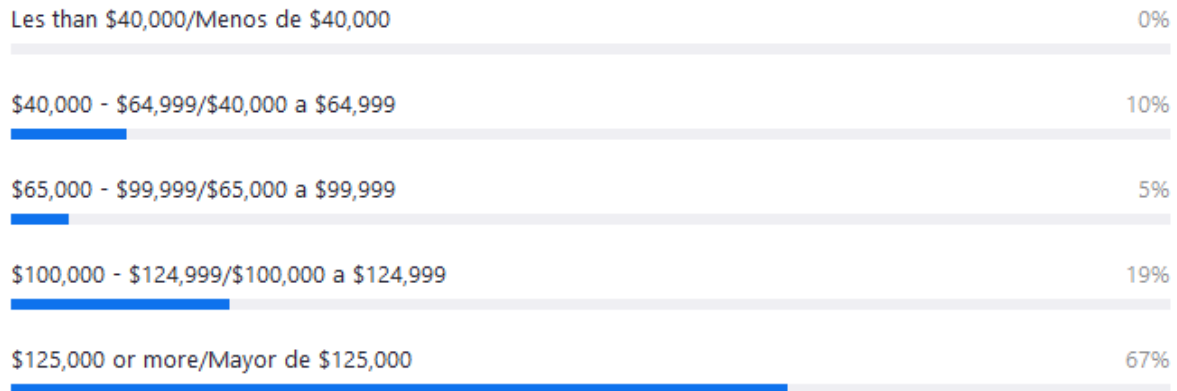 Les than $40,000/Menos de $40,000 0%
$40,000 - $64,999/$40,000 a $64,999 10%
$65,000 - $99,999/$65,000 a $99,999 5%
$100,000 - $124,999/$100,000 a $124,999 19%
$125,000 or more/Mayor de $125,000 67%